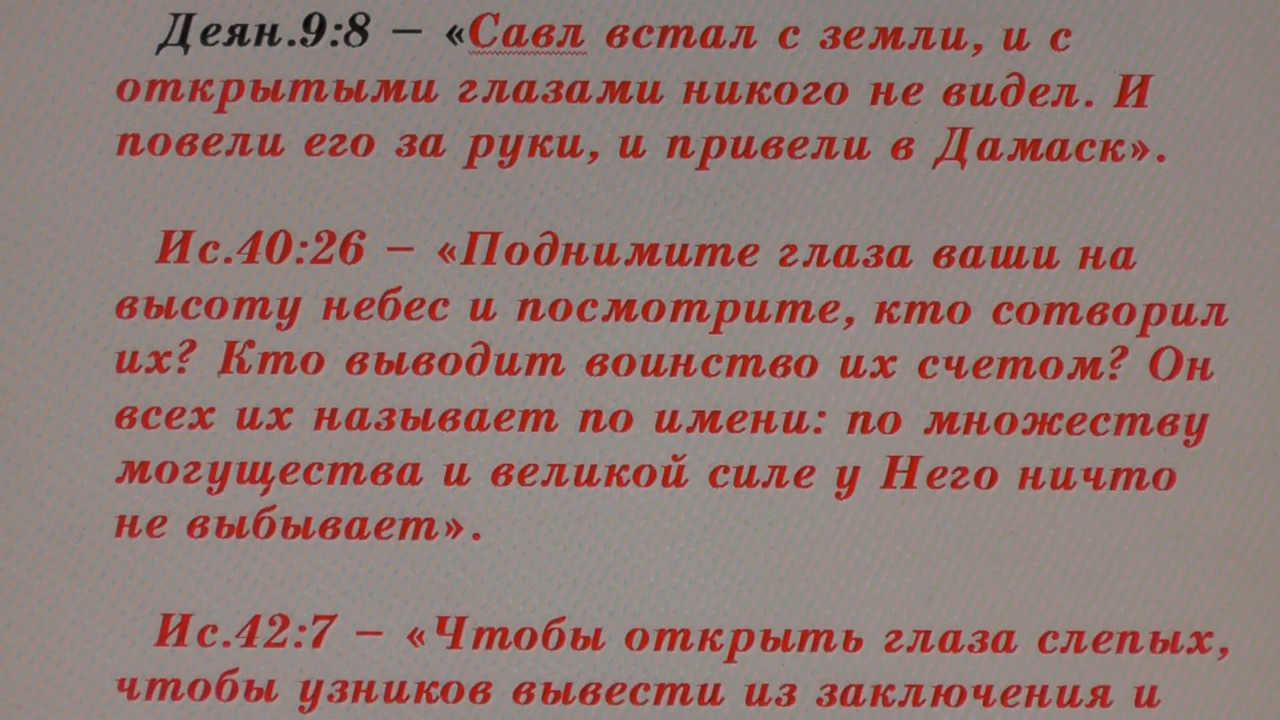 Деян.9:8 – «Савл встал с земли, и с
открытыми глазами никого не видел. И
повели его за руки, и привели в Дамаск».
Ис.40:26 – «Поднимите глаза ваши на
высоту небес и посмотрите, кто сотворил
их? Кто выводит воинство их счетом? Он
всех их называет по имени: по множеству
могущества и великой силе у Него ничто
не выбывает».
Ис.42:7 – «Чтобы открыть глаза слепых,
чтобы узников вывести из заключения и